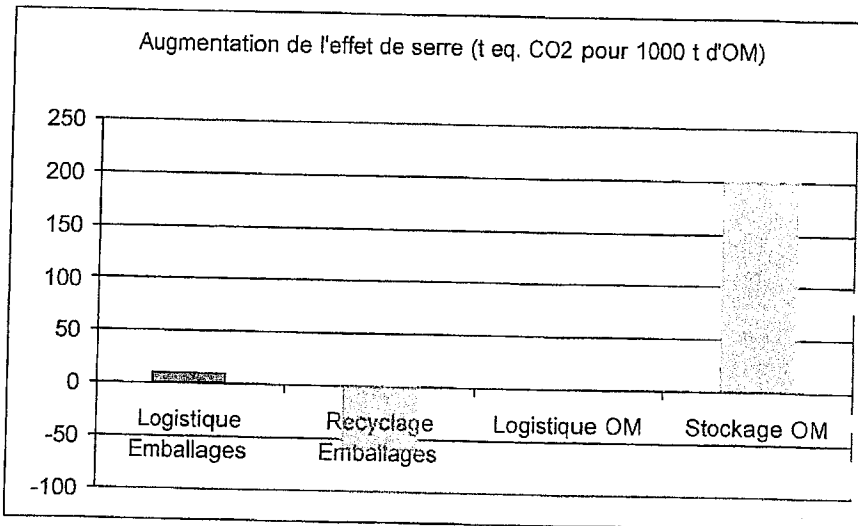 Augmentation de l'effet de serre (t eq. CO2 pour 1000 t d'OM)
250
200
150
100
50
0
-50
-100
Logistique
Emballages
Recyclage
Emballages
Logistique OM
Stockage OM